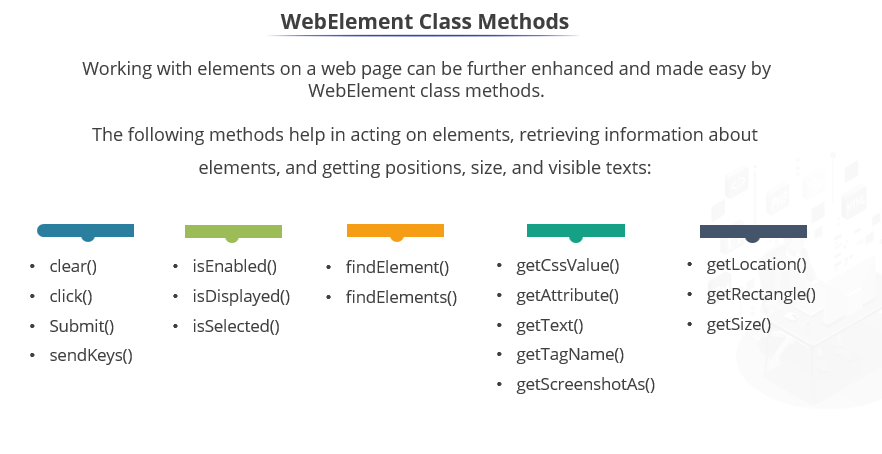 WebElement Class Methods
Working with elements on a web page can be further enhanced and made easy by
WebElement class methods.
The following methods help in acting on elements, retrieving information about
elements, and getting positions, size, and visible texts:
• clear()
• click()
• Submit()
• sendKeys()
• isEnabled()
• isDisplayed()
• isSelected()
• findElement()
• findElements()
• getCssValue()
• getAttribute()
• getText()
• getTagName()
• getScreenshotAs()
• getLocation()
• getRectangle()
• getSize()